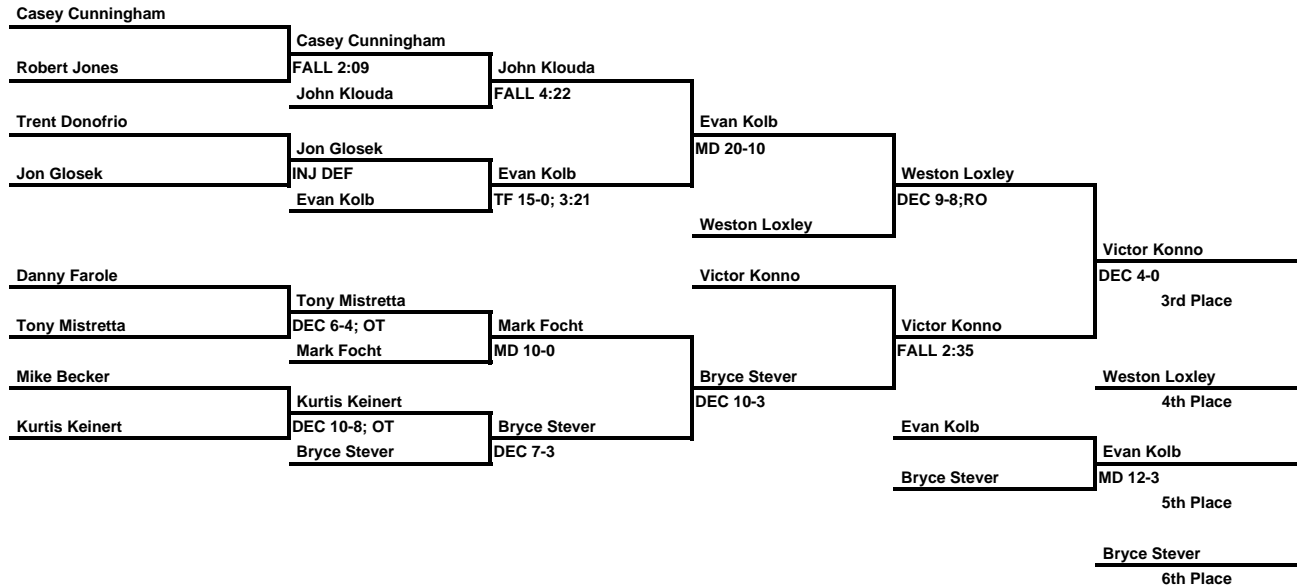 Casey Cunningham
Casey Cunningham
Robert Jones
FALL 2:09
John Klouda
John Klouda
FALL 4:22
Trent Donofrio
Evan Kolb
Jon Glosek
MD 20-10
Jon Glosek
INJ DEF
Evan Kolb
Weston Loxley
Evan Kolb
TF 15-0; 3:21
DEC 9-8;RO
Weston Loxley
Victor Konno
Danny Farole
Victor Konno
DEC 4-0
Tony Mistretta
3rd Place
Tony Mistretta
DEC 6-4; OT
Mark Focht
Victor Konno
Mark Focht
MD 10-0
FALL 2:35
Mike Becker
Bryce Stever
Weston Loxley
Kurtis Keinert
DEC 10-3
4th Place
Kurtis Keinert
DEC 10-8; OT
Bryce Stever
Evan Kolb
Bryce Stever
DEC 7-3
Evan Kolb
Bryce Stever
MD 12-3
5th Place
Bryce Stever
6th Place